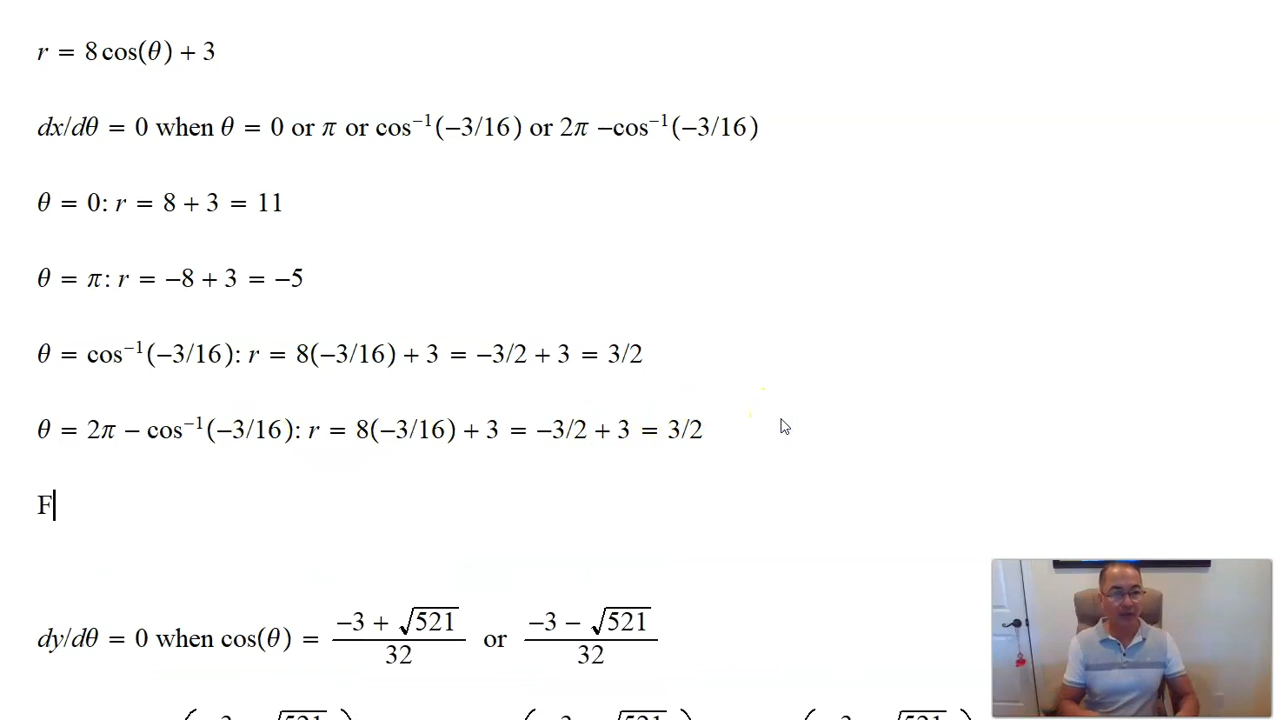 r = 8 cos(θ) + 3
dx/dθ = 0 when θ = 0 or π or cos⁻¹(−3/16) or 2π −cos⁻¹(−3/16)
θ = 0: r = 8 + 3 = 11
θ = π: r = −8 + 3 = −5
θ = cos⁻¹(−3/16): r = 8(−3/16) + 3 = −3/2 + 3 = 3/2
θ = 2π − cos⁻¹(−3/16): r = 8(−3/16) + 3 = −3/2 + 3 = 3/2
F
dy/dθ = 0 when cos(θ) = (−3 + √521)/32 or (−3 − √521)/32